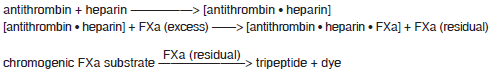 antithrombin + heparin ————> [antithrombin • heparin]
[antithrombin • heparin] + FXa (excess) ——> [antithrombin • heparin • FXa] + FXa (residual)
FXa (residual)
chromogenic FXa substrate ——————> tripeptide + dye